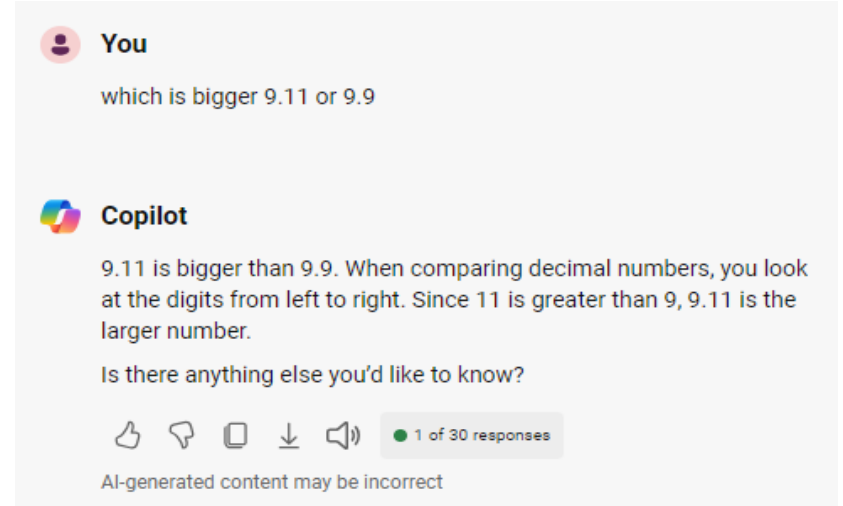 You
which is bigger 9.11 or 9.9
Copilot
9.11 is bigger than 9.9. When comparing decimal numbers, you look
at the digits from left to right. Since 11 is greater than 9, 9.11 is the
larger number.
Is there anything else you'd like to know?
1 of 30 responses
AI-generated content may be incorrect